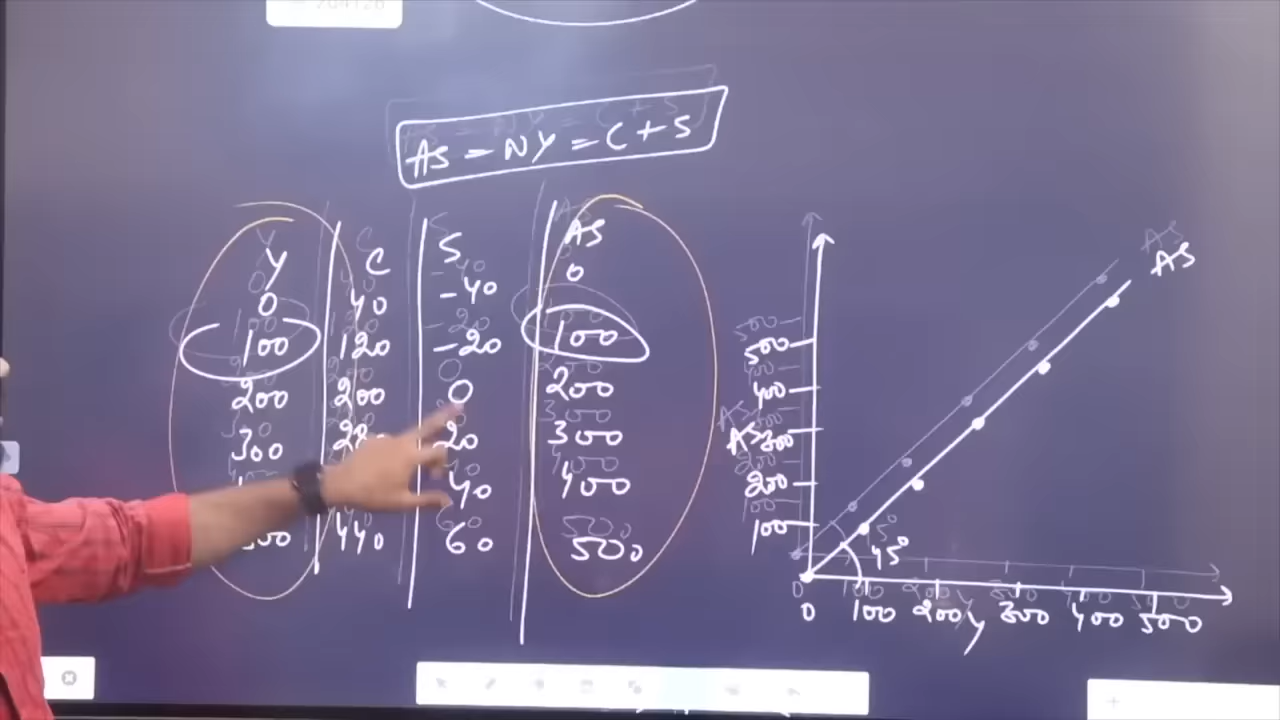 AS = NY = C + S
Y C S AS
0 40 -40 0
100 120 -20 100
200 200 0 200
300 20 300
40 400
440 60 500
AS
500
400
AS 300
200
100
45°
0 100 200 300 400 500
Y